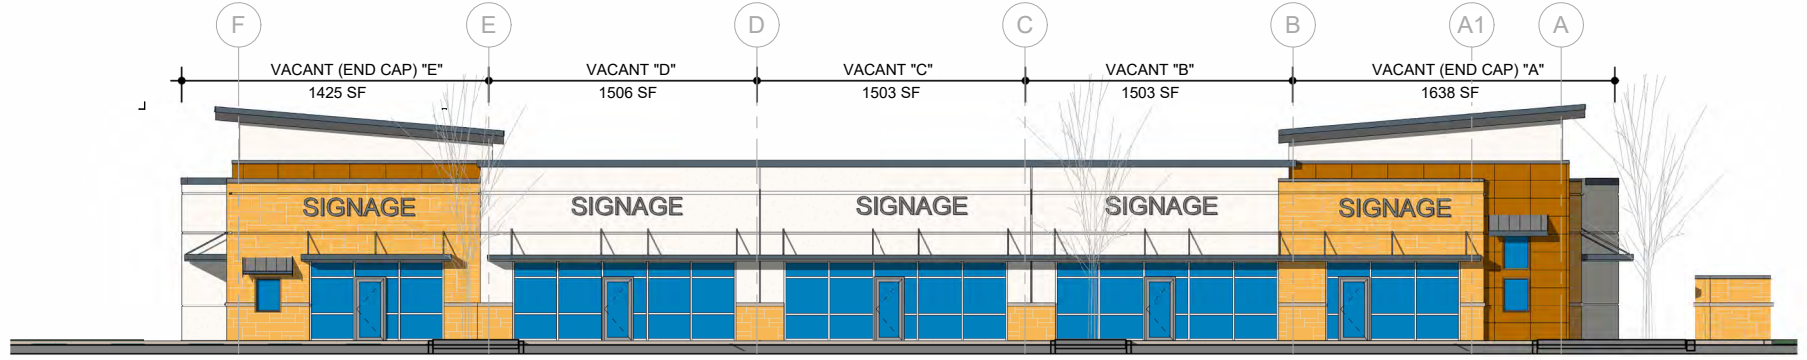 F E D C B A1 A
VACANT (END CAP) "E" VACANT "D" VACANT "C" VACANT "B" VACANT (END CAP) "A"
1425 SF 1506 SF 1503 SF 1503 SF 1638 SF
SIGNAGE SIGNAGE SIGNAGE SIGNAGE SIGNAGE